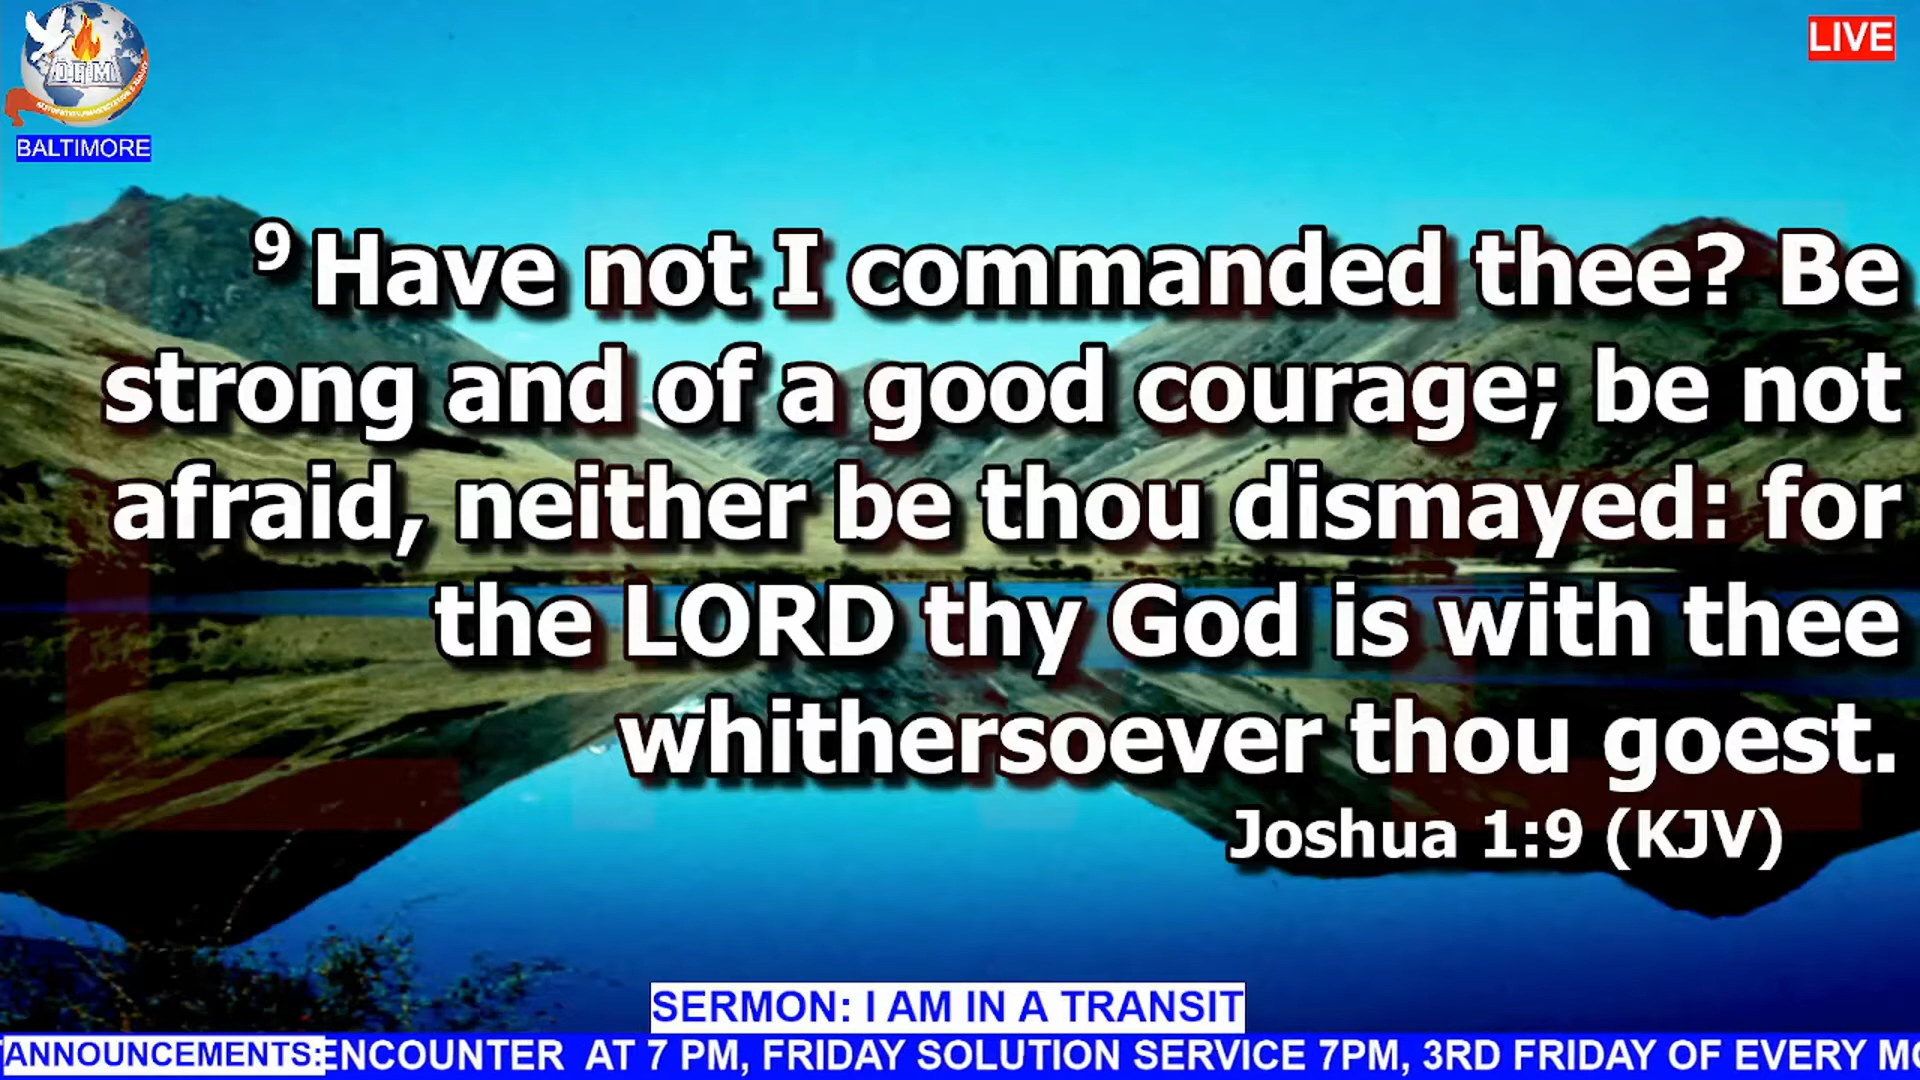 LIVE
BALTIMORE
9 Have not I commanded thee? Be
strong and of a good courage; be not
afraid, neither be thou dismayed: for
the LORD thy God is with thee
whithersoever thou goest.
Joshua 1:9 (KJV)
SERMON: I AM IN A TRANSIT
ANNOUNCEMENTS: ENCOUNTER AT 7 PM, FRIDAY SOLUTION SERVICE 7PM, 3RD FRIDAY OF EVERY